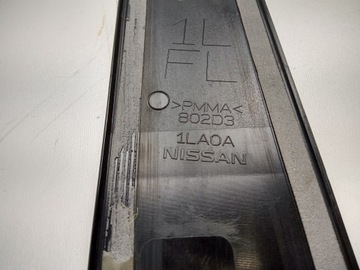 1L
FL
>PMMA<
802D3
1LA0A
NISSAN